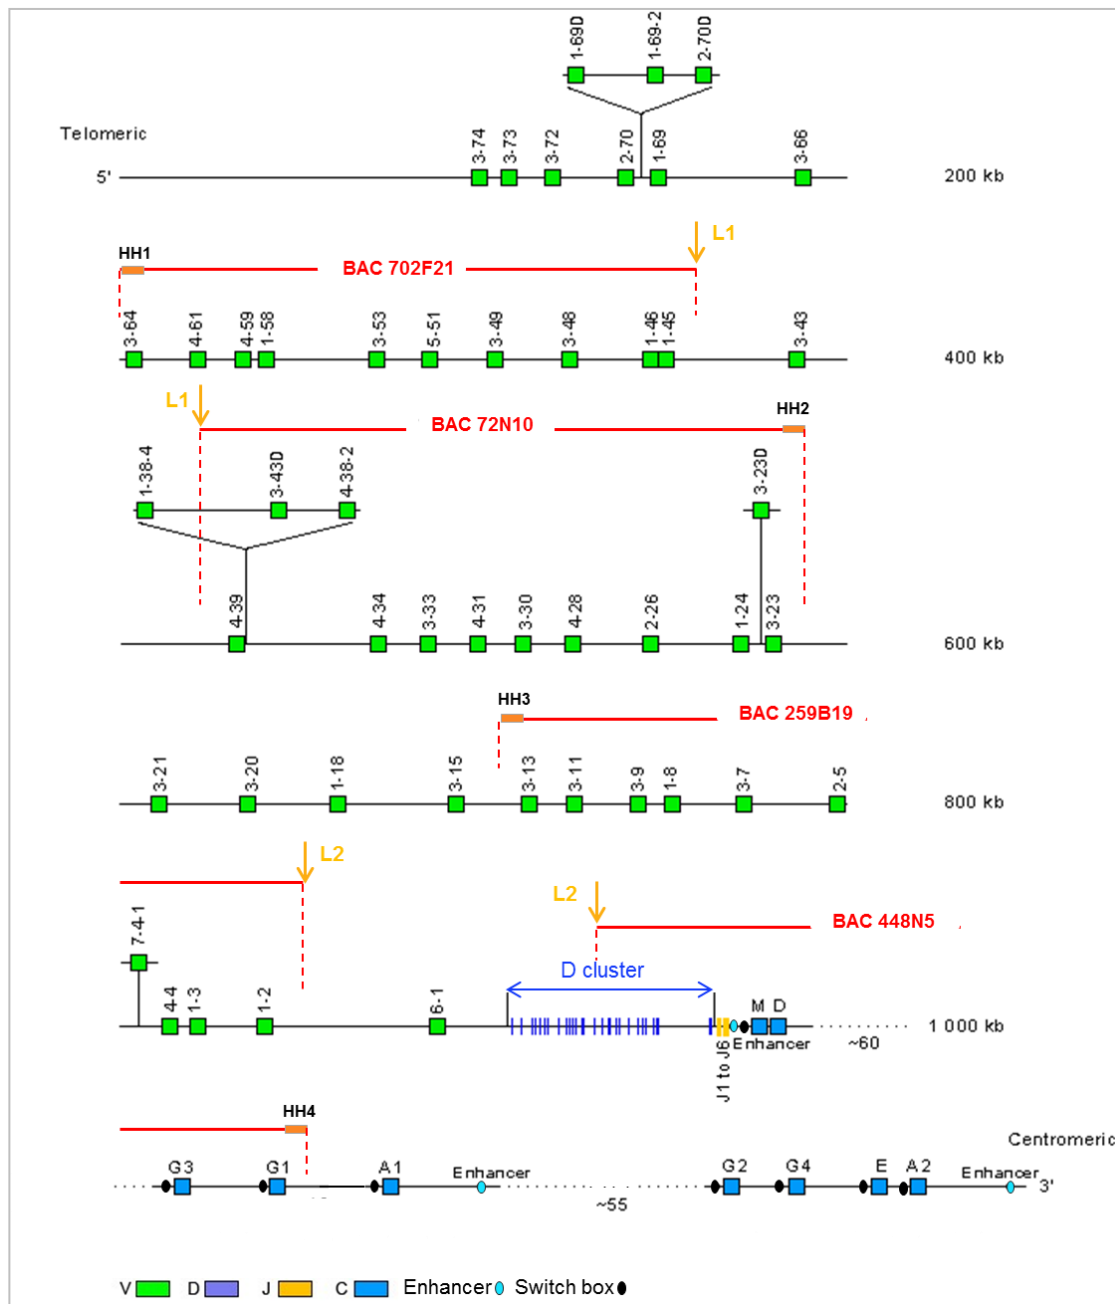 1-69D 1-69-2 2-70D
Telomeric
3-74 3-73 3-72 2-70 1-69 3-66
5' 200 kb
L1
HH1
BAC 702F21
3-64 4-61 4-59 1-58 3-53 5-51 3-49 3-48 1-46 1-45 3-43
400 kb
L1
HH2
BAC 72N10
1-38-4 3-43D 4-38-2 3-23D
4-39 4-34 3-33 4-31 3-30 4-28 2-26 1-24 3-23
600 kb
HH3
BAC 259B19
3-21 3-20 1-18 3-15 3-13 3-11 3-9 1-8 3-7 2-5
800 kb
L2
L2
BAC 448N5
7-4-1
D cluster
4-4 1-3 1-2 6-1 M D
1 000 kb
Enhancer
~60
J1 to J6
HH4
Centromeric
G3 G1 A1 Enhancer G2 G4 E A2 Enhancer
3'
~55
V D J C Enhancer Switch box